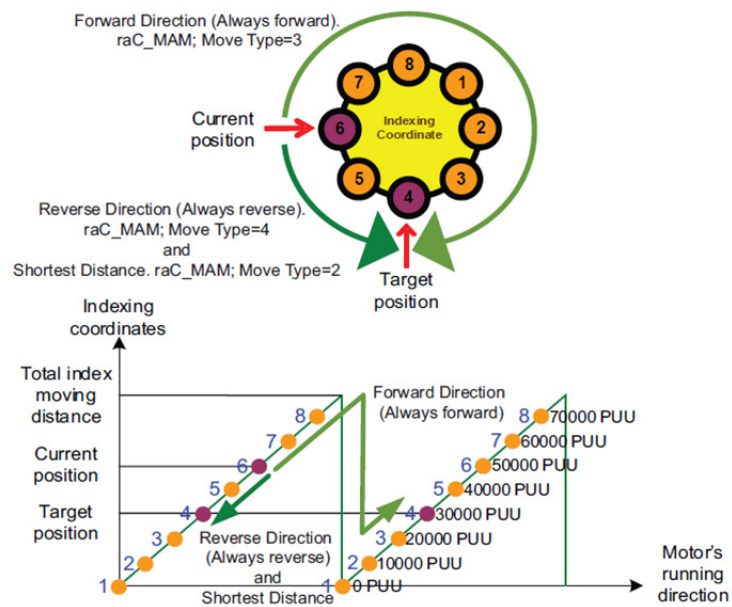 Forward Direction (Always forward).
raC_MAM; Move Type=3
8
7
1
Current
position
6
Indexing
Coordinate
2
5
3
4
Reverse Direction (Always reverse).
raC_MAM; Move Type=4
and
Shortest Distance. raC_MAM; Move Type=2
Target
position
Indexing
coordinates
Total index
moving
distance
Current
position
Target
position
8
7
6
5
4
3
2
1
Forward Direction
(Always forward)
Reverse Direction
(Always reverse)
and
Shortest Distance
8 70000 PUU
7 60000 PUU
6 50000 PUU
5 40000 PUU
4 30000 PUU
3 20000 PUU
2 10000 PUU
1 0 PUU
Motor's
running
direction